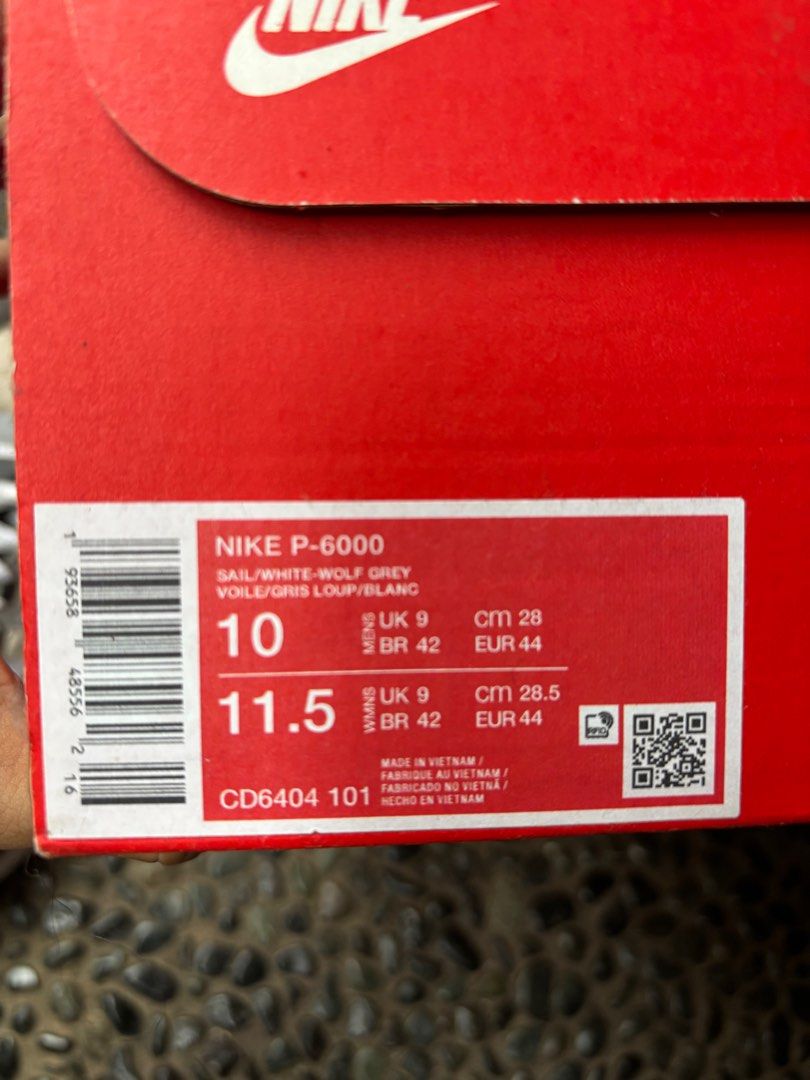 NIKE
NIKE P-6000
SAIL/WHITE-WOLF GREY
VOILE/GRIS LOUP/BLANC
10
MENS
UK 9
cm 28
BR 42
EUR 44
11.5
WMNS
UK 9
cm 28.5
BR 42
EUR 44
RFID
CD6404 101
MADE IN VIETNAM /
FABRIQUE AU VIETNAM /
FABRICADO NO VIETNÃ /
HECHO EN VIETNAM
1 93658 48556 2 16